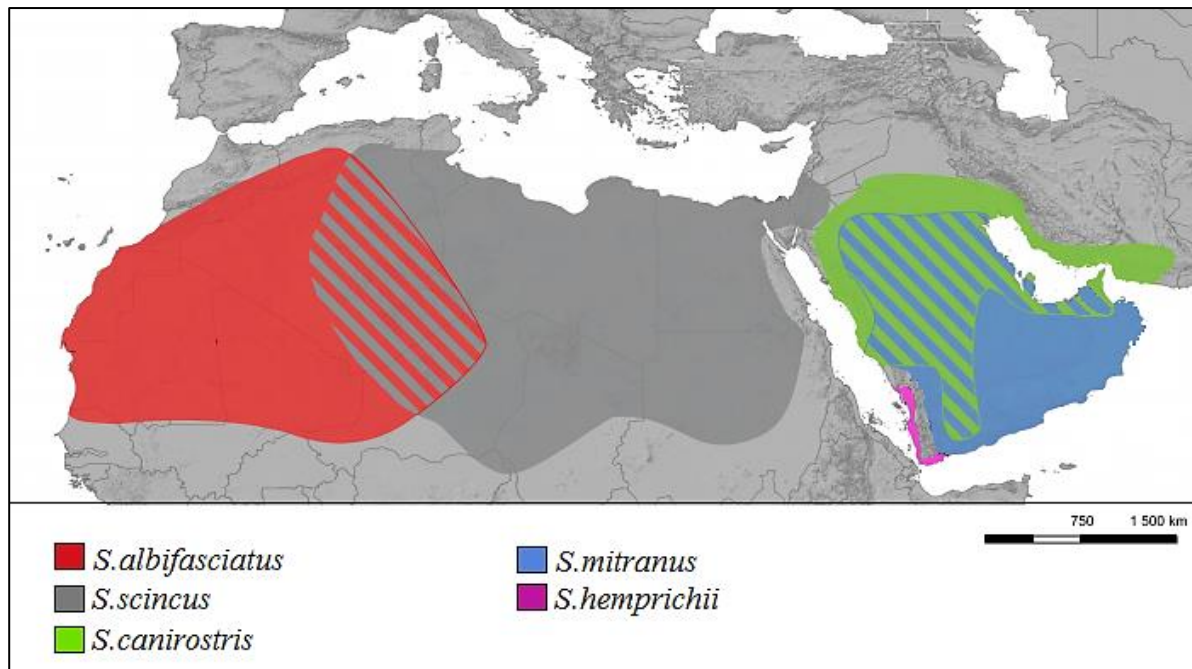 750 1 500 km
S.albifasciatus
S.scincus
S.canirostris
S.mitranus
S.hemprichii